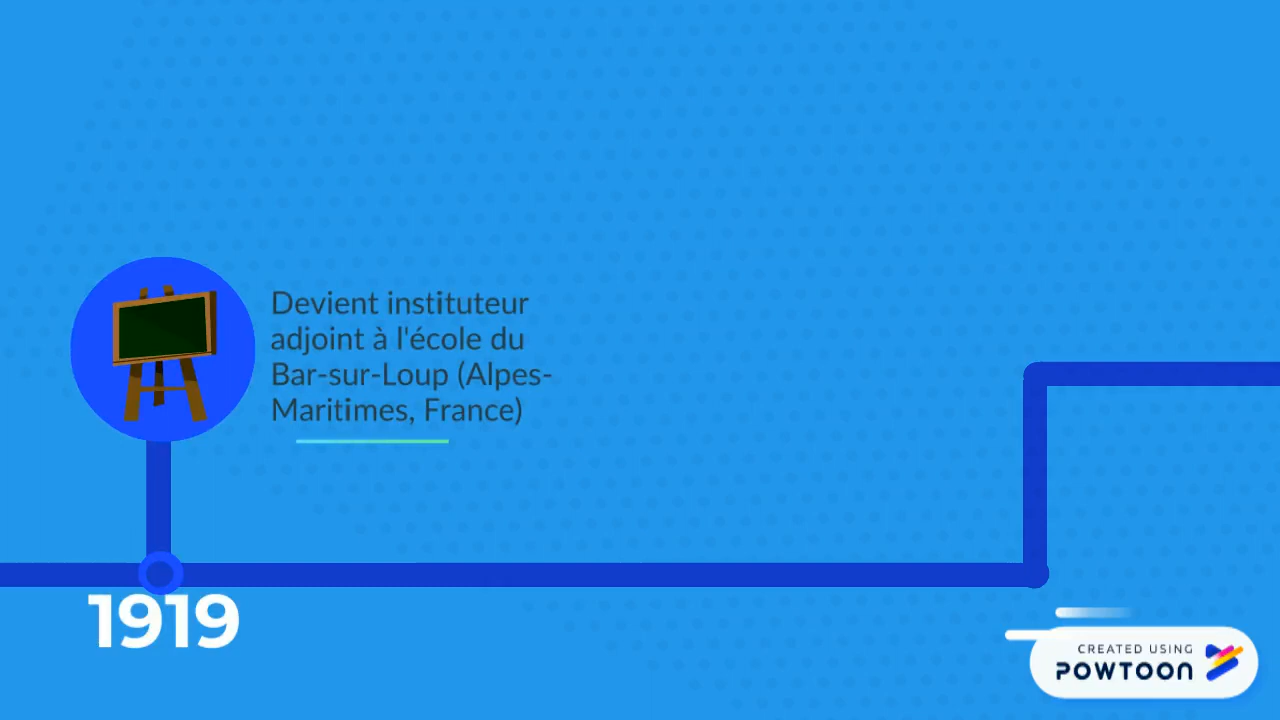 Devient instituteur
adjoint à l'école du
Bar-sur-Loup (Alpes-
Maritimes, France)
1919
CREATED USING
POWTOON